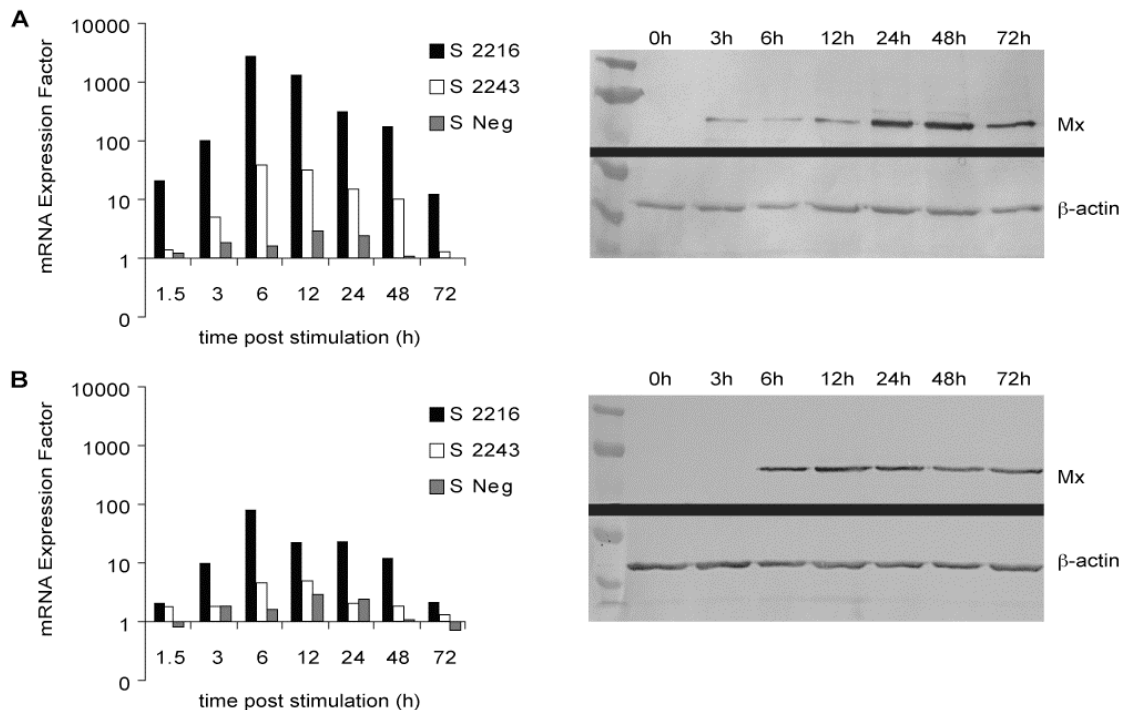 A
mRNA Expression Factor
10000
1000
100
10
1
0
1.5 3 6 12 24 48 72
time post stimulation (h)
S 2216
S 2243
S Neg
0h 3h 6h 12h 24h 48h 72h
Mx
β-actin
B
mRNA Expression Factor
10000
1000
100
10
1
0
1.5 3 6 12 24 48 72
time post stimulation (h)
S 2216
S 2243
S Neg
0h 3h 6h 12h 24h 48h 72h
Mx
β-actin